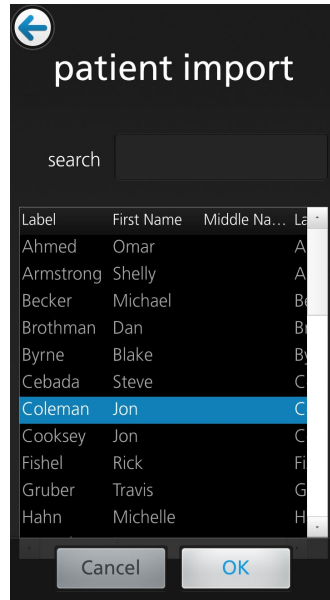 patient import
search
Label First Name Middle Na... La
Ahmed Omar A
Armstrong Shelly A
Becker Michael Be
Brothman Dan Br
Byrne Blake By
Cebada Steve C
Coleman Jon C
Cooksey Jon C
Fishel Rick Fi
Gruber Travis G
Hahn Michelle H
Cancel OK